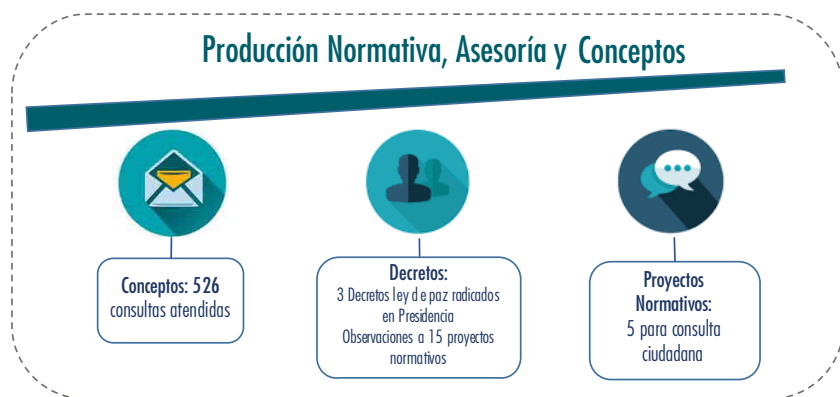 Producción Normativa, Asesoría y Conceptos
Conceptos: 526
consultas atendidas
Decretos:
3 Decretos ley de paz radicados
en Presidencia
Observaciones a 15 proyectos
normativos
Proyectos
Normativos:
5 para consulta
ciudadana